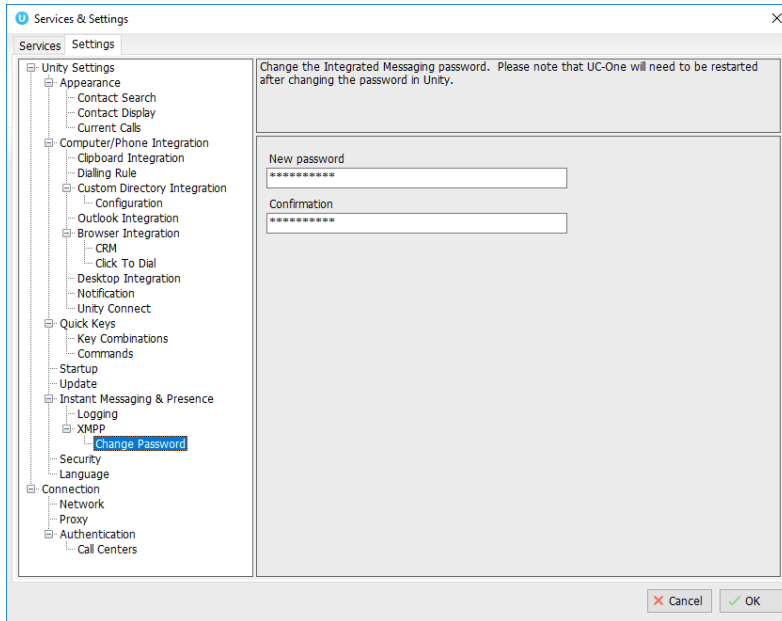 Services & Settings
Services Settings
Unity Settings
Appearance
Contact Search
Contact Display
Current Calls
Computer/Phone Integration
Clipboard Integration
Dialling Rule
Custom Directory Integration
Configuration
Outlook Integration
Browser Integration
CRM
Click To Dial
Desktop Integration
Notification
Unity Connect
Quick Keys
Key Combinations
Commands
Startup
Update
Instant Messaging & Presence
Logging
XMPP
Change Password
Security
Language
Connection
Network
Proxy
Authentication
Call Centers
Change the Integrated Messaging password. Please note that UC-One will need to be restarted
after changing the password in Unity.
New password
**********
Confirmation
**********
Cancel OK